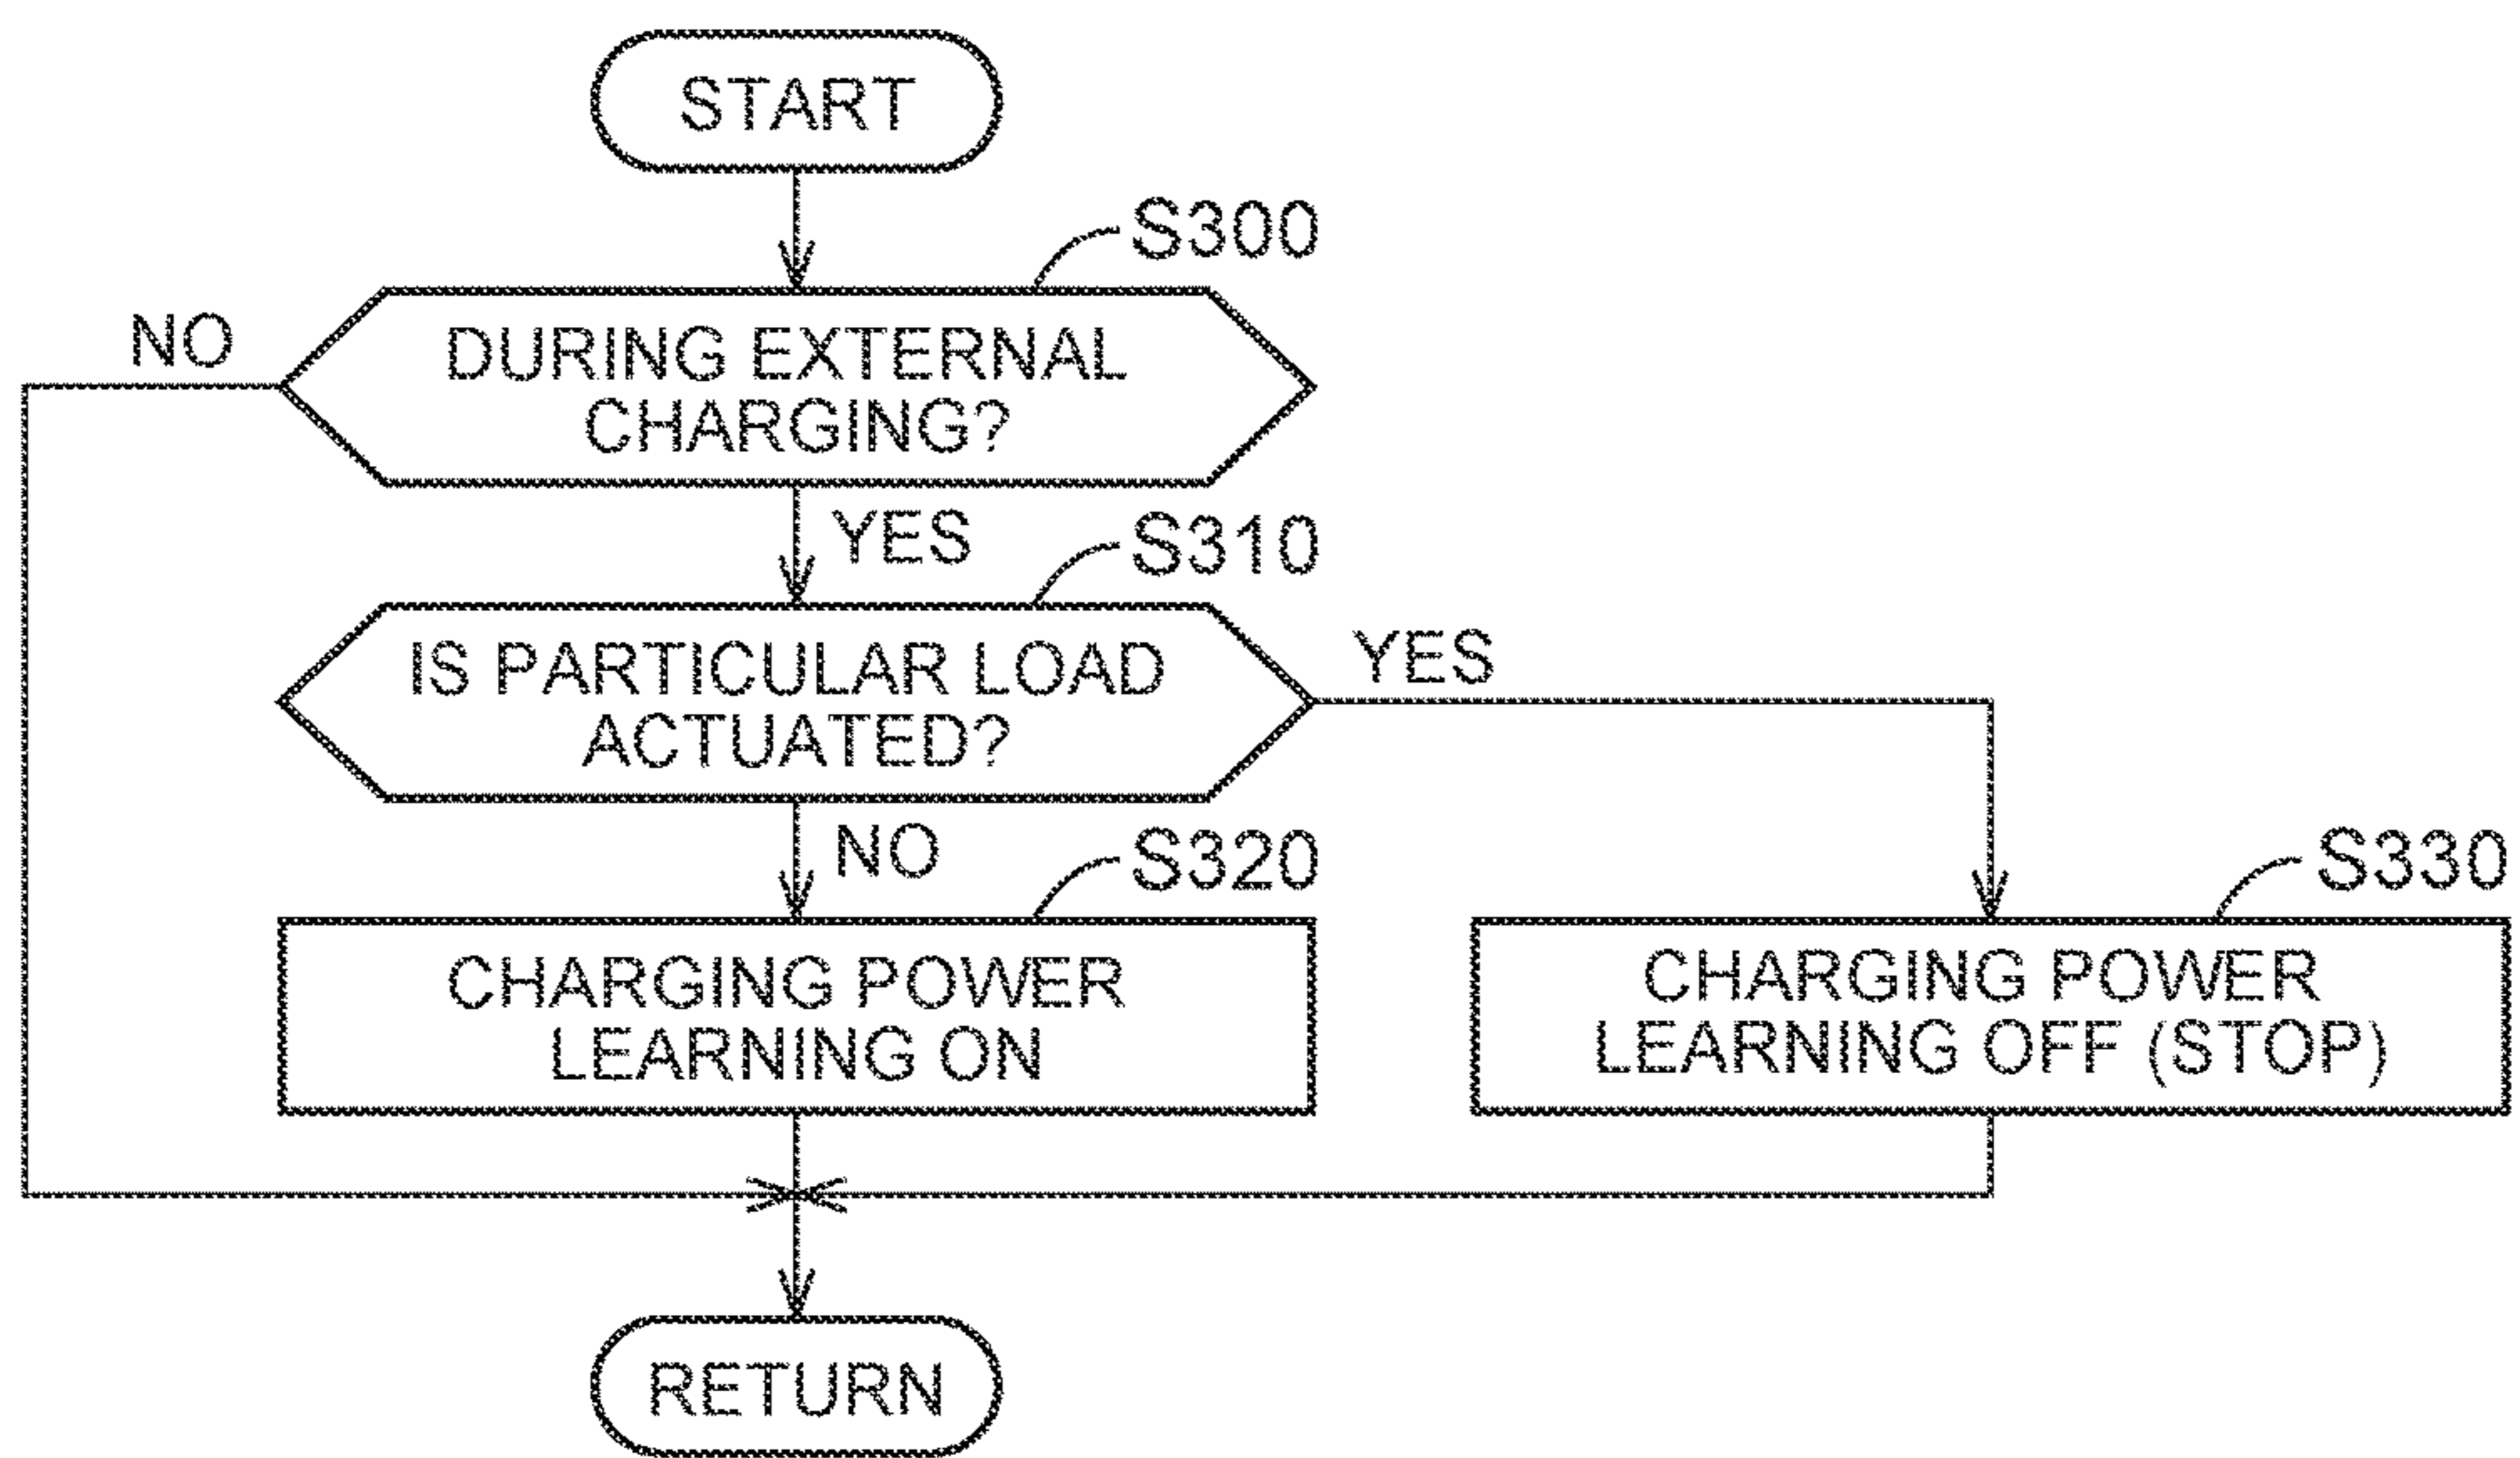 START
S300
NO
DURING EXTERNAL
CHARGING?
YES
S310
IS PARTICULAR LOAD
ACTUATED?
YES
NO
S320
S330
CHARGING POWER
LEARNING ON
CHARGING POWER
LEARNING OFF (STOP)
RETURN